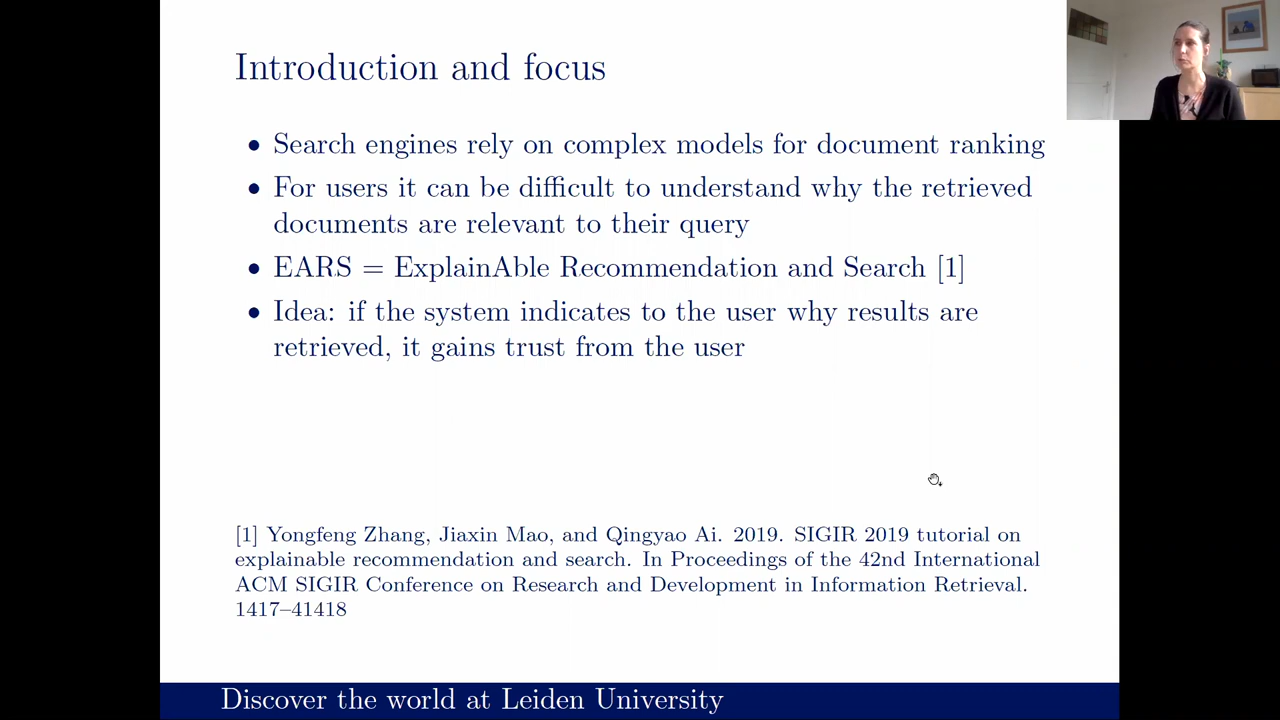 Introduction and focus
• Search engines rely on complex models for document ranking
• For users it can be difficult to understand why the retrieved
documents are relevant to their query
• EARS = ExplainAble Recommendation and Search [1]
• Idea: if the system indicates to the user why results are
retrieved, it gains trust from the user
[1] Yongfeng Zhang, Jiaxin Mao, and Qingyao Ai. 2019. SIGIR 2019 tutorial on
explainable recommendation and search. In Proceedings of the 42nd International
ACM SIGIR Conference on Research and Development in Information Retrieval.
1417–41418
Discover the world at Leiden University